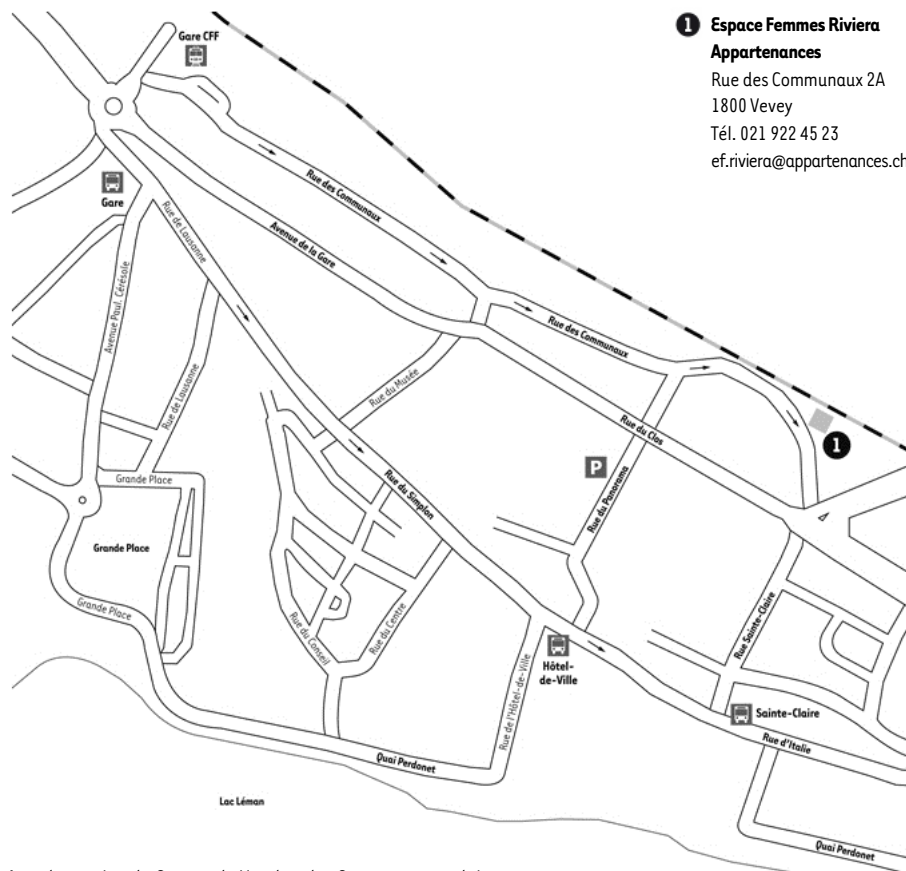 1 Espace Femmes Riviera
Appartenances
Rue des Communaux 2A
1800 Vevey
Tél. 021 922 45 23
ef.riviera@appartenances.ch
Gare CFF
Gare
Rue des Communaux
Rue de Lausanne
Avenue de la Gare
Avenue Paul. Cérésole
Rue des Communaux
Rue de Lausanne
Rue du Musée
Rue du Clos
1
P
Rue du Panorama
Grande Place
Rue du Simplon
Grande Place
Grande Place
Rue du Conseil
Rue du Centre
Rue Sainte-Claire
Rue de l'Hôtel-de-Ville
Hôtel-
de-Ville
Sainte-Claire
Rue d'Italie
Quai Perdonet
Lac Léman
Quai Perdonet